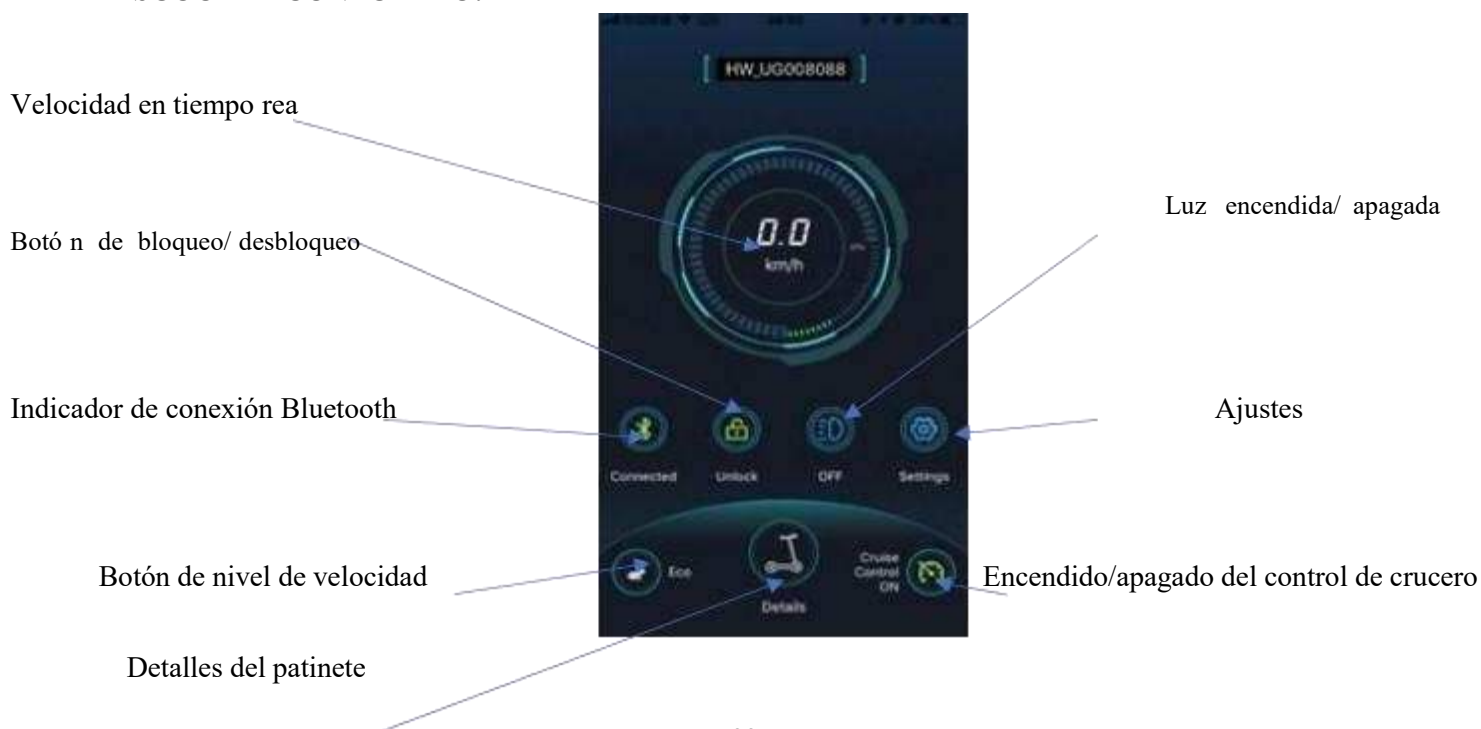 HW_UG008088
Velocidad en tiempo rea
Luz encendida/ apagada
0.0
Botó n de bloqueo/ desbloqueo
km/h
Indicador de conexión Bluetooth
Ajustes
Connected
Unlock
OFF
Settings
Botón de nivel de velocidad
Eco
Cruise
Control
ON
Encendido/apagado del control de crucero
Details
Detalles del patinete